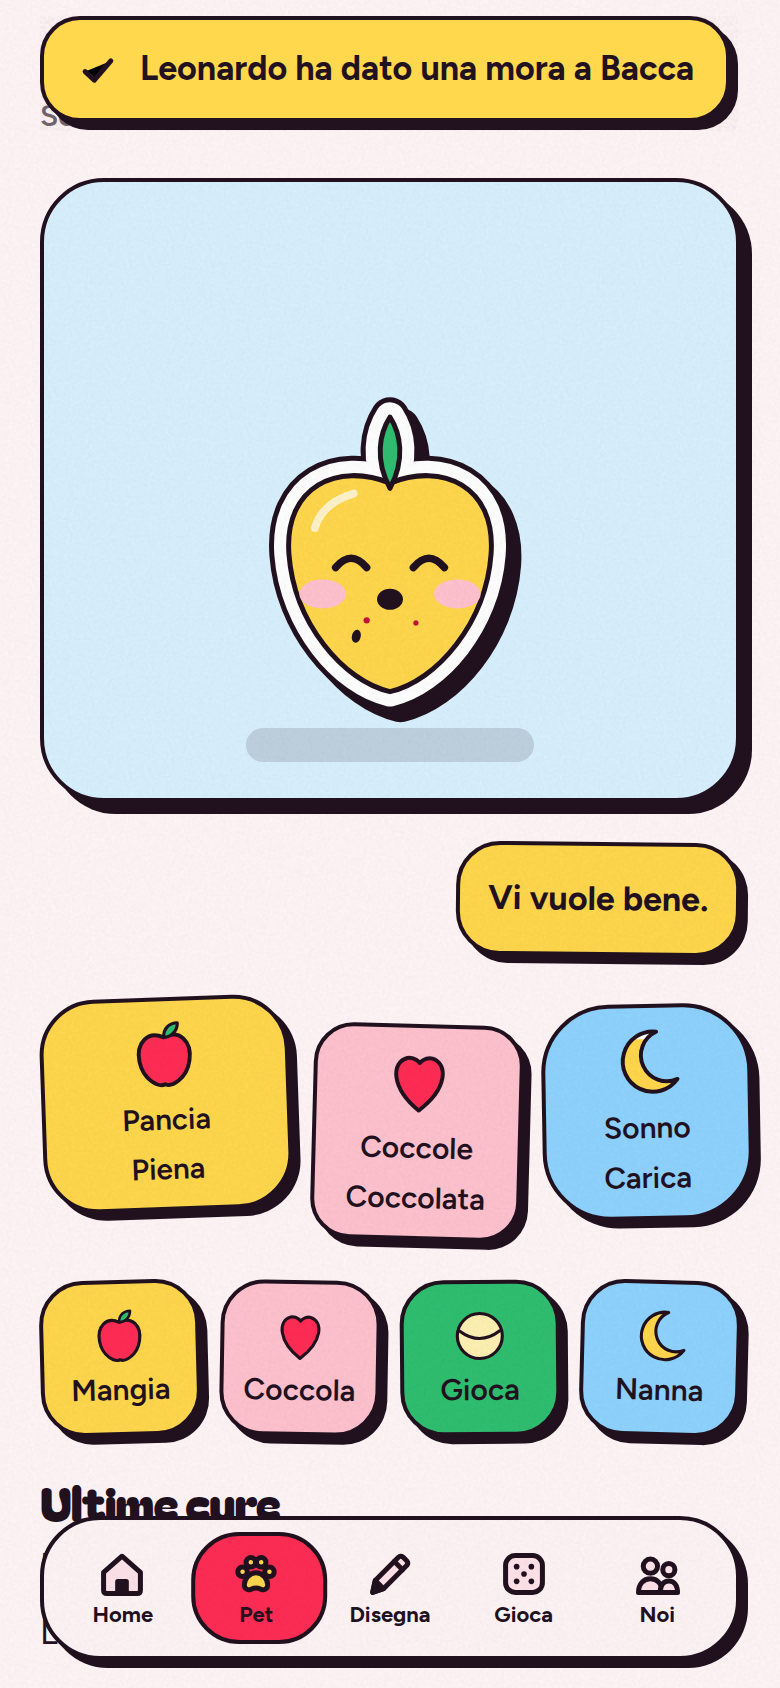 Leonardo ha dato una mora a Bacca
Vi vuole bene.
Pancia
Piena
Coccole
Coccolata
Sonno
Carica
Mangia
Coccola
Gioca
Nanna
Ultime cure
Home
Pet
Disegna
Gioca
Noi